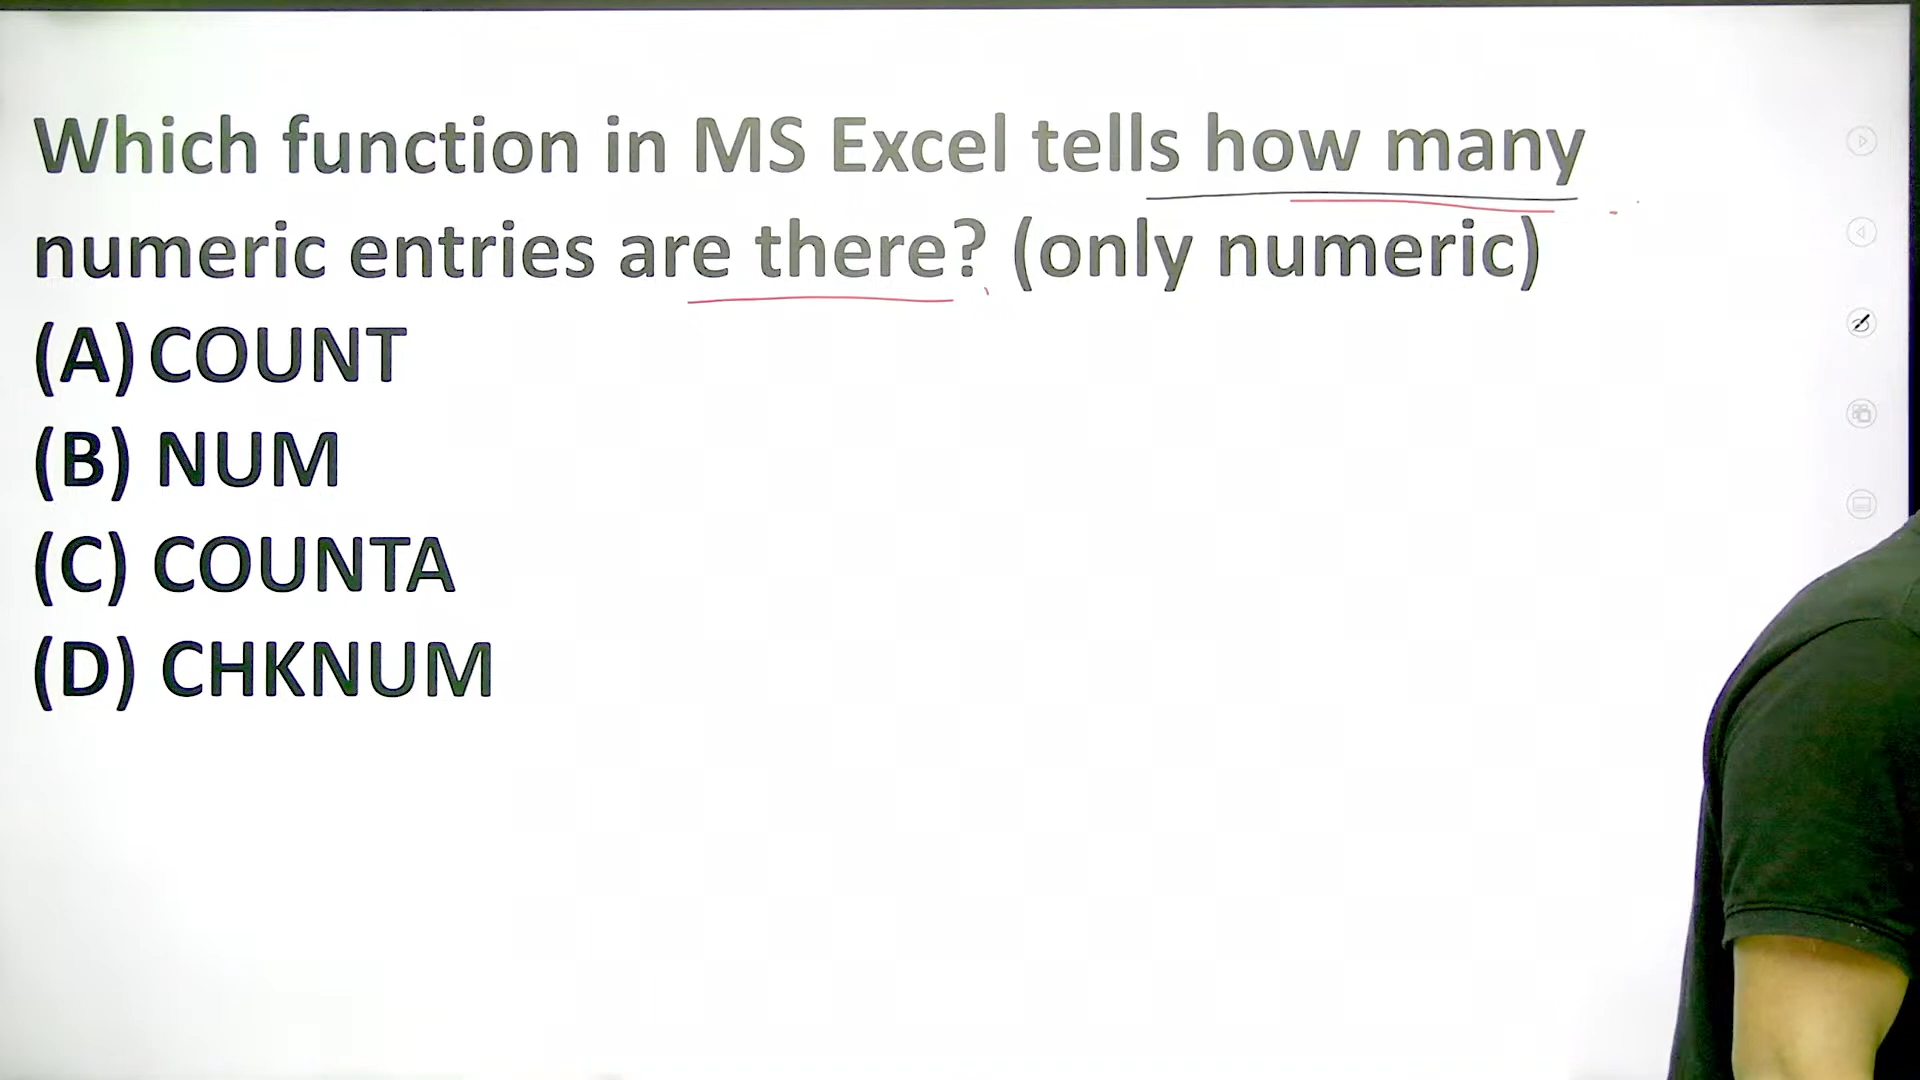 Which function in MS Excel tells how many
numeric entries are there? (only numeric)
(A) COUNT
(B) NUM
(C) COUNTA
(D) CHKNUM